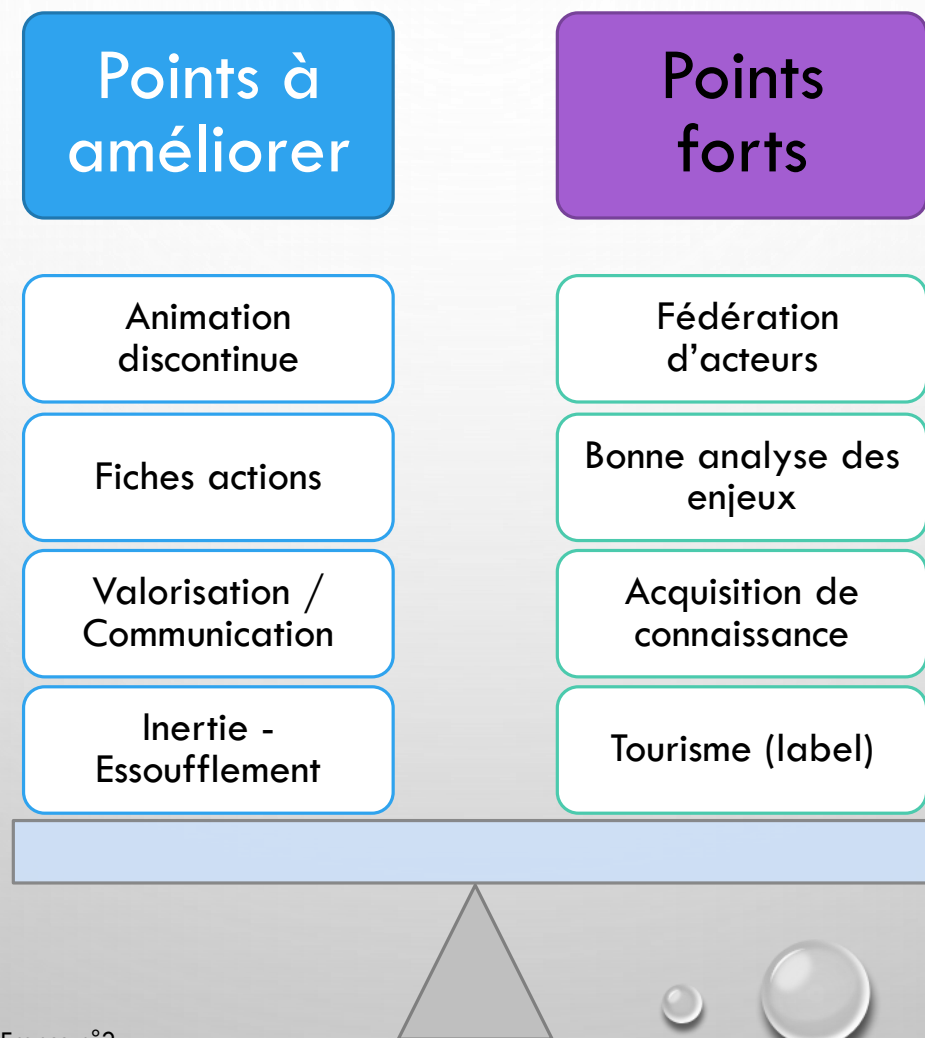 Points à
améliorer
Points
forts
Animation
discontinue
Fiches actions
Valorisation /
Communication
Inertie -
Essoufflement
Fédération
d’acteurs
Bonne analyse des
enjeux
Acquisition de
connaissance
Tourisme (label)